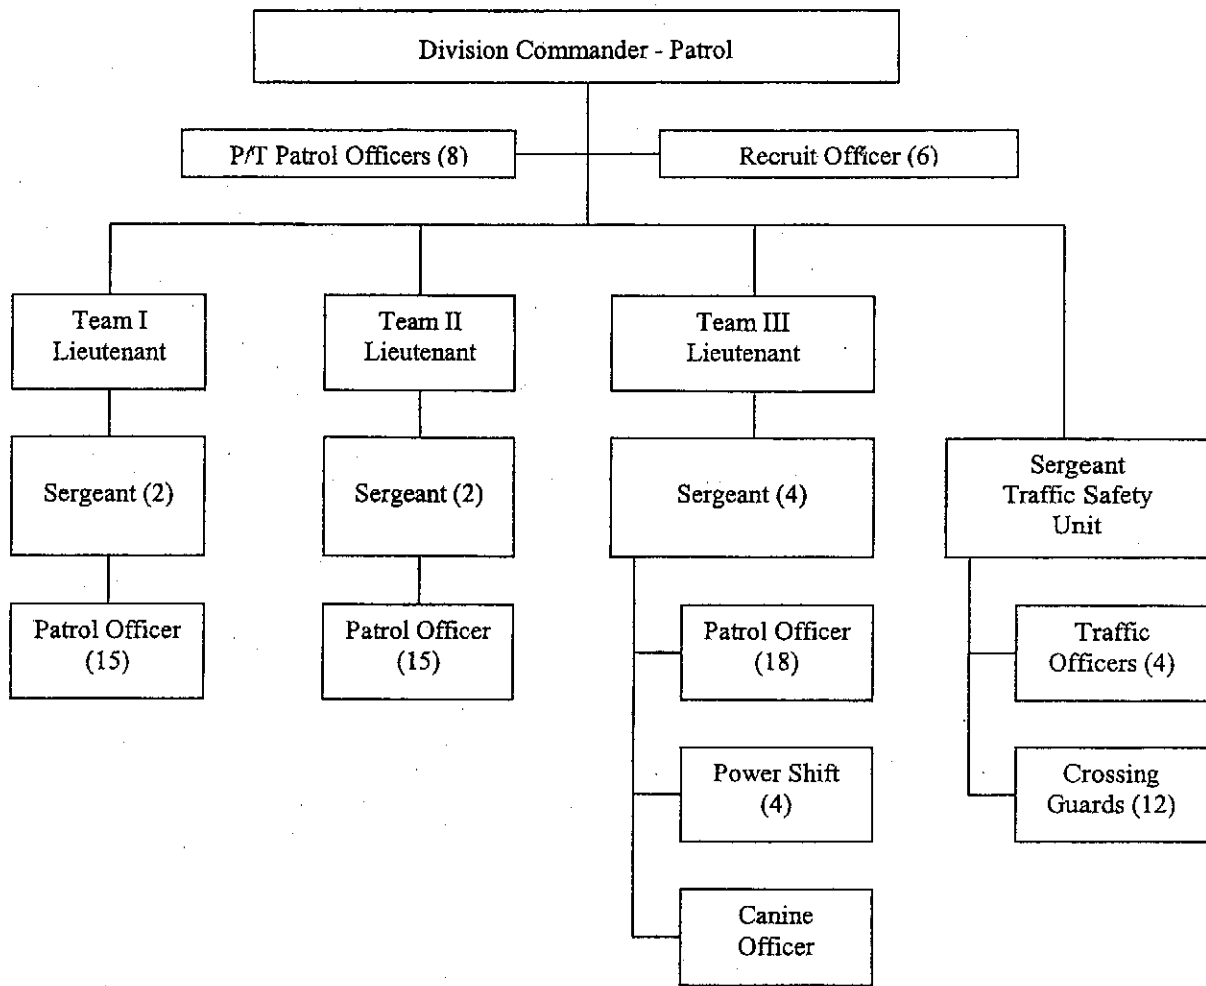 Division Commander - Patrol
P/T Patrol Officers (8)
Recruit Officer (6)
Team I
Lieutenant
Team II
Lieutenant
Team III
Lieutenant
Sergeant (2)
Sergeant (2)
Sergeant (4)
Sergeant
Traffic Safety
Unit
Patrol Officer
(15)
Patrol Officer
(15)
Patrol Officer
(18)
Traffic
Officers (4)
Power Shift
(4)
Crossing
Guards (12)
Canine
Officer